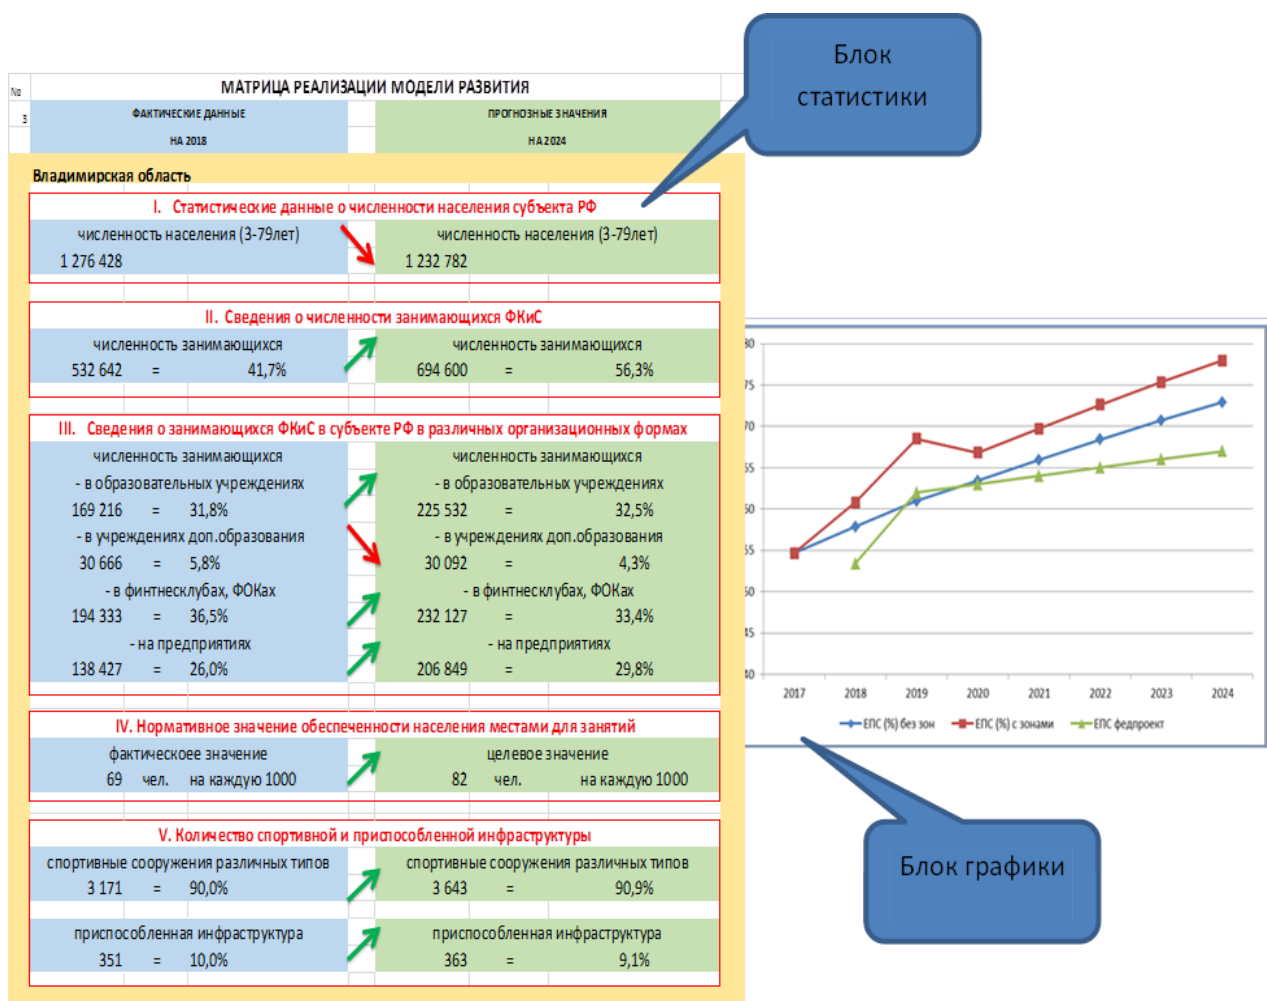 Блок
статистики
№
МАТРИЦА РЕАЛИЗАЦИИ МОДЕЛИ РАЗВИТИЯ
3
ФАКТИЧЕСКИЕ ДАННЫЕ
ПРОГНОЗНЫЕ ЗНАЧЕНИЯ
НА 2018
НА 2024
Владимирская область
I. Статистические данные о численности населения субъекта РФ
численность населения (3-79лет)
численность населения (3-79лет)
1 276 428
1 232 782
II. Сведения о численности занимающихся ФКиС
численность занимающихся
численность занимающихся
532 642 = 41,7%
694 600 = 56,3%
III. Сведения о занимающихся ФКиС в субъекте РФ в различных организационных формах
численность занимающихся
численность занимающихся
- в образовательных учреждениях
- в образовательных учреждениях
169 216 = 31,8%
225 532 = 32,5%
- в учреждениях доп.образования
- в учреждениях доп.образования
30 666 = 5,8%
30 092 = 4,3%
- в финтнесклубах, ФОКах
- в финтнесклубах, ФОКах
194 333 = 36,5%
232 127 = 33,4%
- на предприятиях
- на предприятиях
138 427 = 26,0%
206 849 = 29,8%
IV. Нормативное значение обеспеченности населения местами для занятий
фактическоее значение
целевое значение
69 чел. на каждую 1000
82 чел. на каждую 1000
V. Количество спортивной и приспособленной инфраструктуры
спортивные сооружения различных типов
спортивные сооружения различных типов
3 171 = 90,0%
3 643 = 90,9%
приспособленная инфраструктура
приспособленная инфраструктура
351 = 10,0%
363 = 9,1%
80
75
70
65
60
55
50
45
40
2017 2018 2019 2020 2021 2022 2023 2024
ЕПС (%) без зон ЕПС (%) с зонами ЕПС федпроект
Блок графики